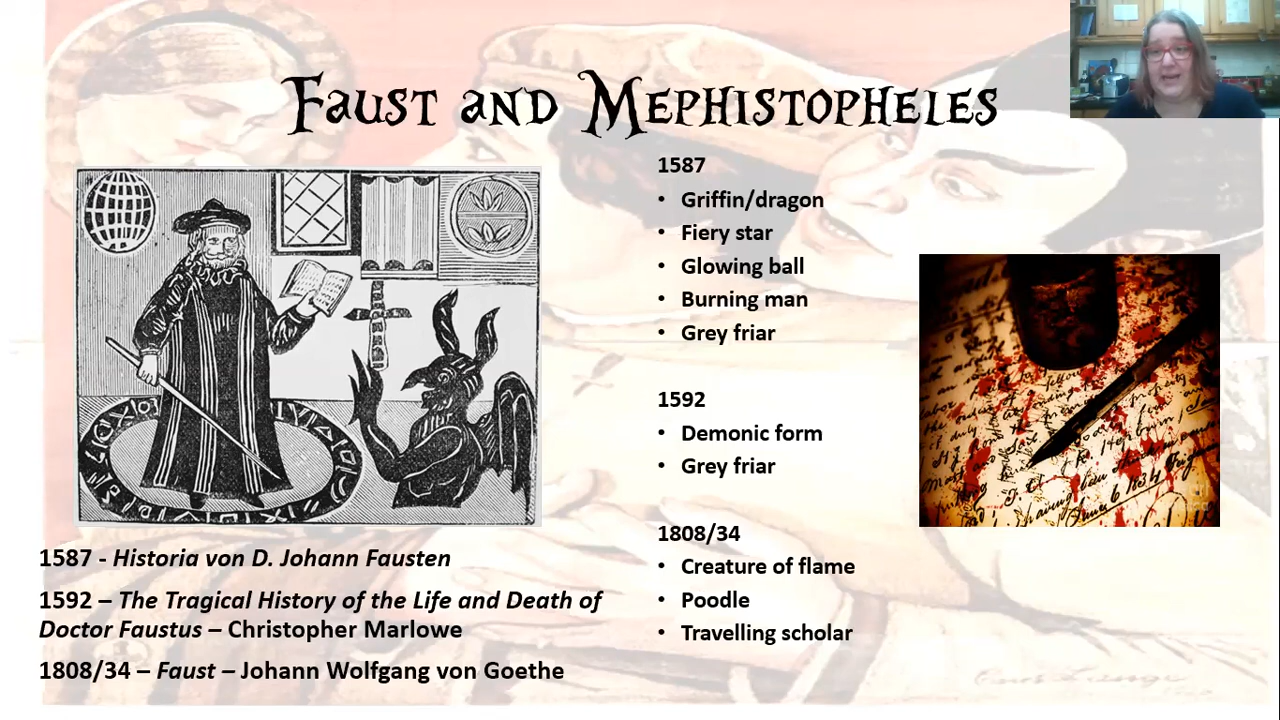 Faust and Mephistopheles
1587 - Historia von D. Johann Fausten
1592 – The Tragical History of the Life and Death of
Doctor Faustus – Christopher Marlowe
1808/34 – Faust – Johann Wolfgang von Goethe
1587
• Griffin/dragon
• Fiery star
• Glowing ball
• Burning man
• Grey friar
1592
• Demonic form
• Grey friar
1808/34
• Creature of flame
• Poodle
• Travelling scholar